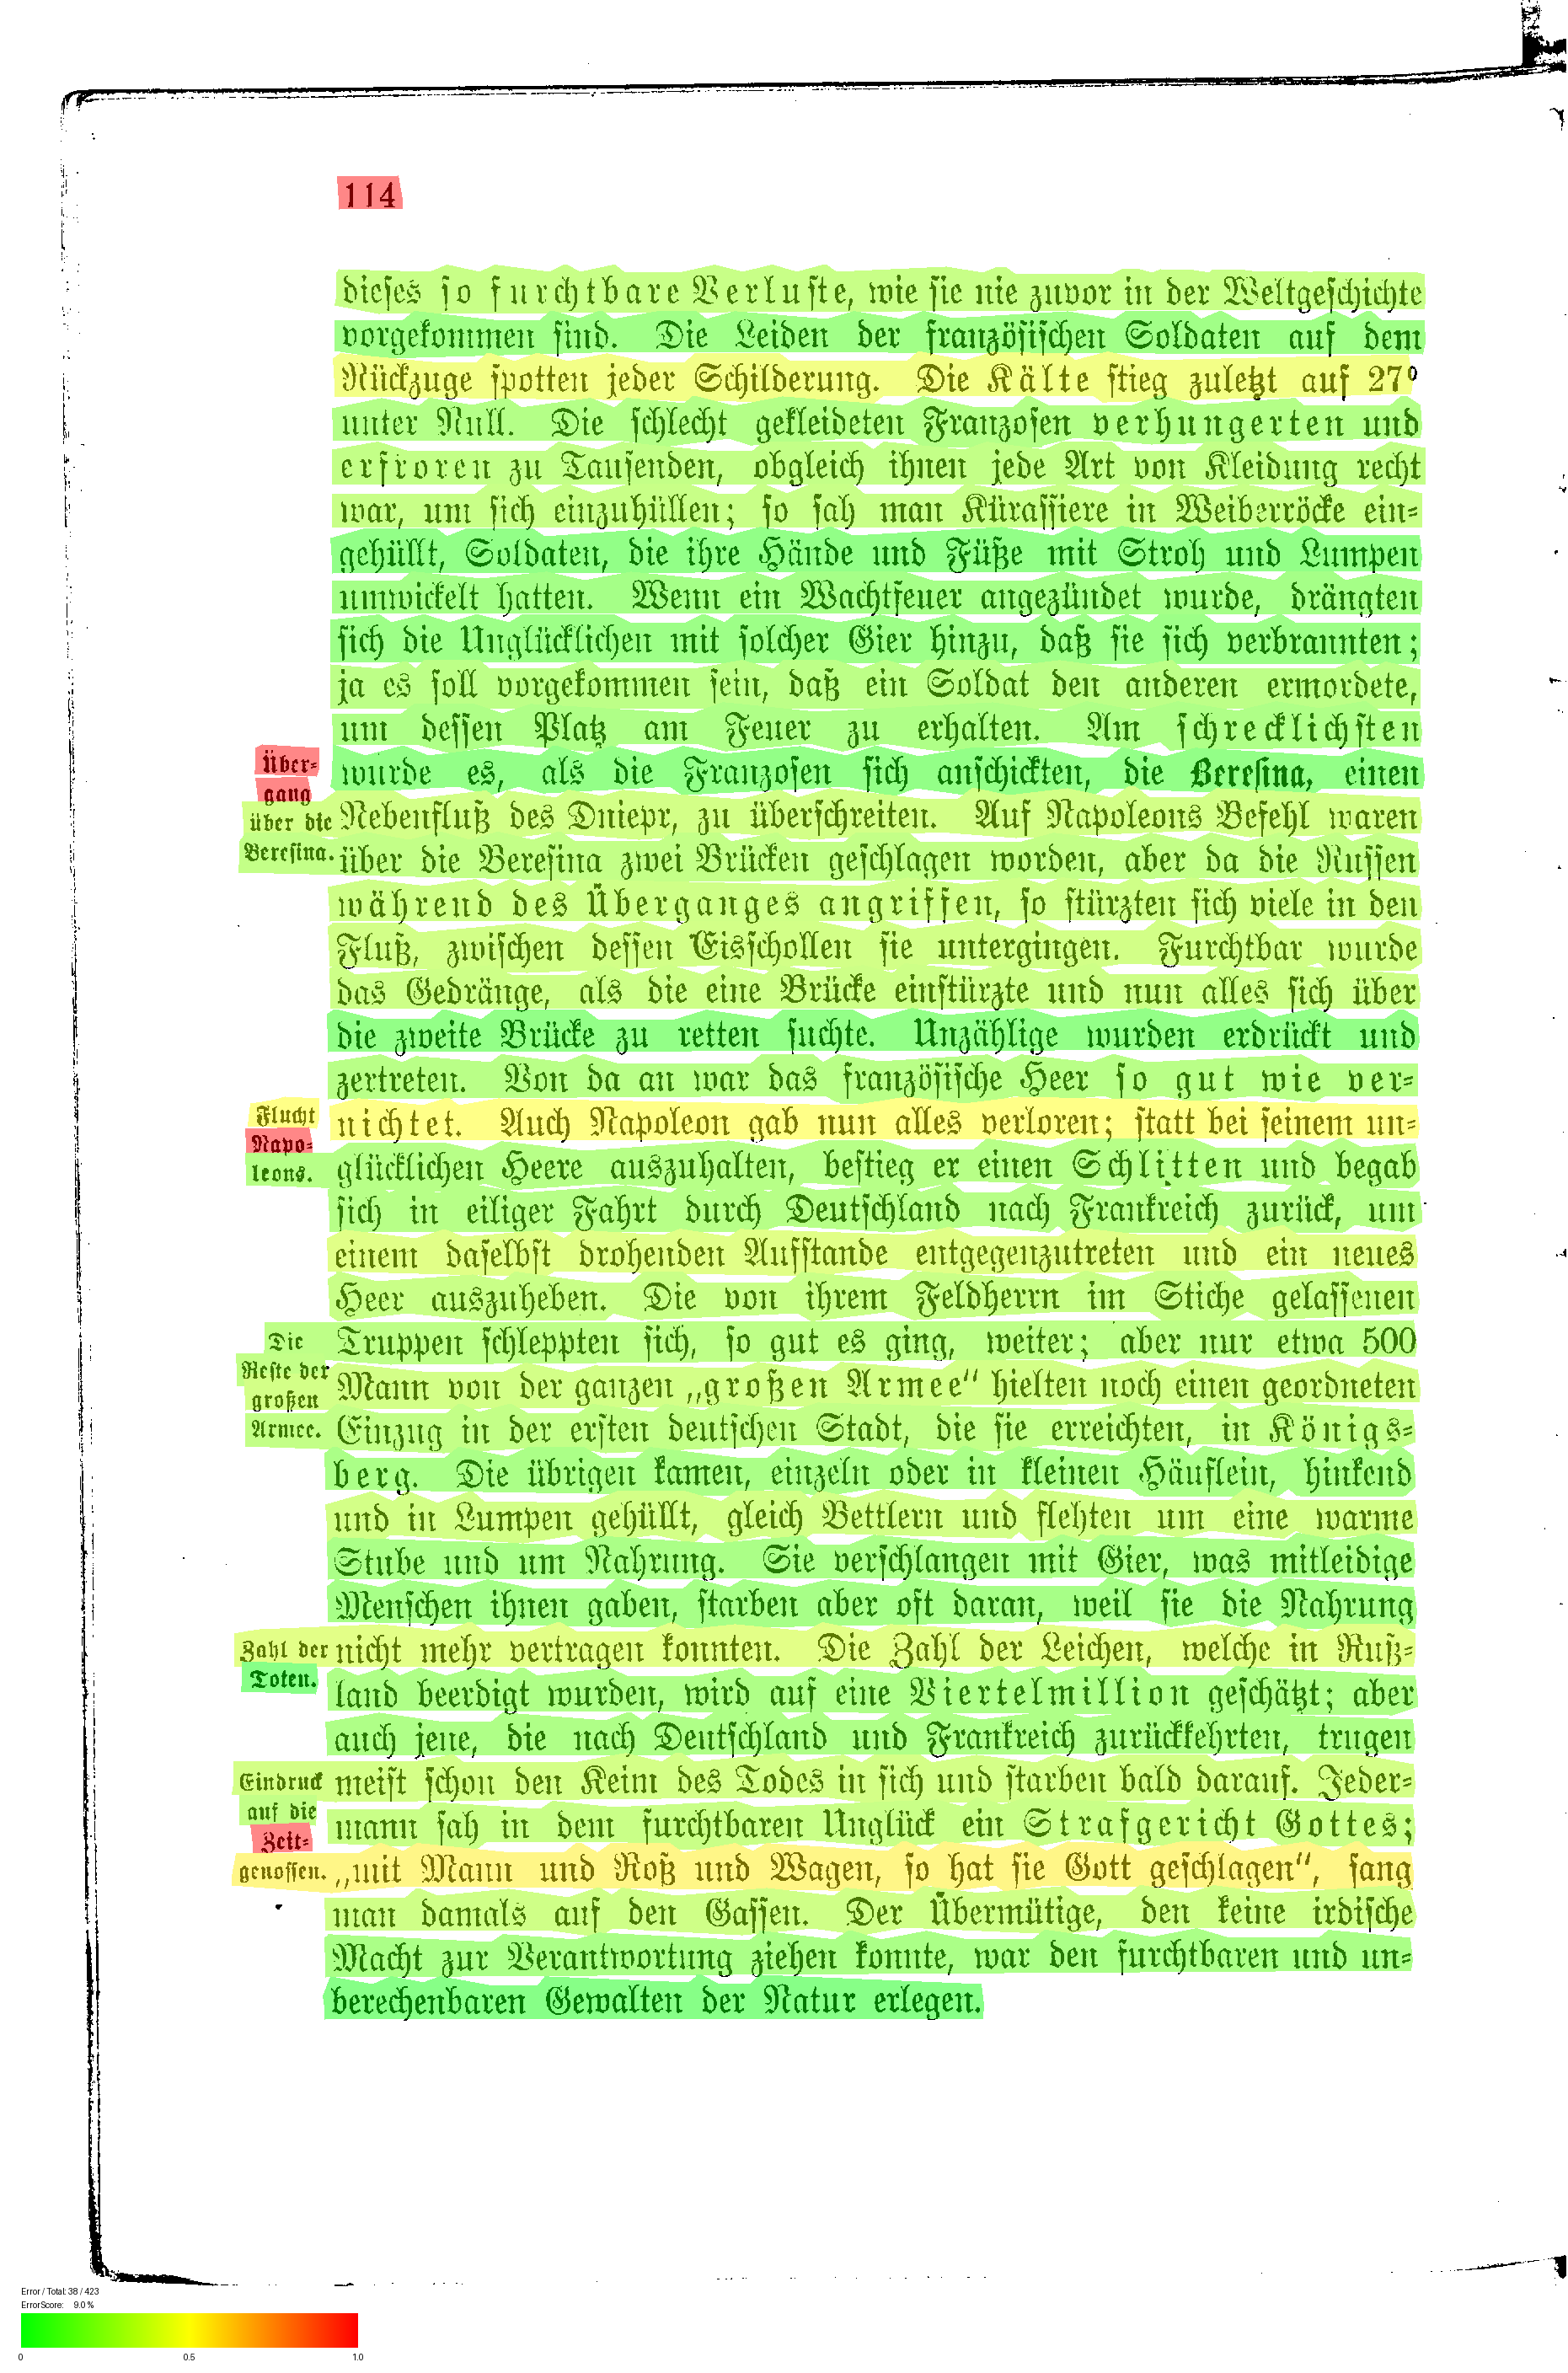 114
dieses so furchtbare Verluste, wie sie nie zuvor in der Weltgeschichte
vorgekommen sind. Die Leiden der französischen Soldaten auf dem
Rückzuge spotten jeder Schilderung. Die Kälte stieg zuletzt auf 27°
unter Null. Die schlecht gekleideten Franzosen verhungerten und
erfroren zu Tausenden, obgleich ihnen jede Art von Kleidung recht
war, um sich einzuhüllen; so sah man Kürassiere in Weiberröcke ein-
gehüllt, Soldaten, die ihre Hände und Füße mit Stroh und Lumpen
umwickelt hatten. Wenn ein Wachtfeuer angezündet wurde, drängten
sich die Unglücklichen mit solcher Gier hinzu, daß sie sich verbrannten;
ja es soll vorgekommen sein, daß ein Soldat den anderen ermordete,
um dessen Platz am Feuer zu erhalten. Am schrecklichsten
Über-
gang
über die
Beresina.
wurde es, als die Franzosen sich anschickten, die Beresina, einen
Nebenfluß des Dniepr, zu überschreiten. Auf Napoleons Befehl waren
über die Beresina zwei Brücken geschlagen worden, aber da die Russen
während des Überganges angriffen, so stürzten sich viele in den
Fluß, zwischen dessen Eisschollen sie untergingen. Furchtbar wurde
das Gedränge, als die eine Brücke einstürzte und nun alles sich über
die zweite Brücke zu retten suchte. Unzählige wurden erdrückt und
zertreten. Von da an war das französische Heer so gut wie ver-
Flucht
Napo-
leons.
nichtet. Auch Napoleon gab nun alles verloren; statt bei seinem un-
glücklichen Heere auszuhalten, bestieg er einen Schlitten und begab
sich in eiliger Fahrt durch Deutschland nach Frankreich zurück, um
einem daselbst drohenden Aufstande entgegenzutreten und ein neues
Heer auszuheben. Die von ihrem Feldherrn im Stiche gelassenen
Die
Reste der
großen
Armee.
Truppen schleppten sich, so gut es ging, weiter; aber nur etwa 500
Mann von der ganzen „großen Armee“ hielten noch einen geordneten
Einzug in der ersten deutschen Stadt, die sie erreichten, in Königs-
berg. Die übrigen kamen, einzeln oder in kleinen Häuflein, hinkend
und in Lumpen gehüllt, gleich Bettlern und flehten um eine warme
Stube und um Nahrung. Sie verschlangen mit Gier, was mitleidige
Menschen ihnen gaben, starben aber oft daran, weil sie die Nahrung
Zahl der
Toten.
nicht mehr vertragen konnten. Die Zahl der Leichen, welche in Ruß-
land beerdigt wurden, wird auf eine Viertelmillion geschätzt; aber
auch jene, die nach Deutschland und Frankreich zurückkehrten, trugen
Eindruck
auf die
Zeit-
genossen.
meist schon den Keim des Todes in sich und starben bald darauf. Jeder-
mann sah in dem furchtbaren Unglück ein Strafgericht Gottes;
„mit Mann und Roß und Wagen, so hat sie Gott geschlagen“, sang
man damals auf den Gassen. Der Übermütige, den keine irdische
Macht zur Verantwortung ziehen konnte, war den furchtbaren und un-
berechenbaren Gewalten der Natur erlegen.
Error / Total: 38 / 423
ErrorScore: 9.0 %
0 0.5 1.0